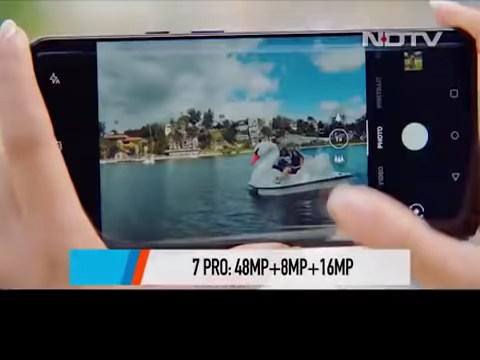 NDTV
PORTRAIT
PHOTO
VIDEO
7 PRO: 48MP+8MP+16MP